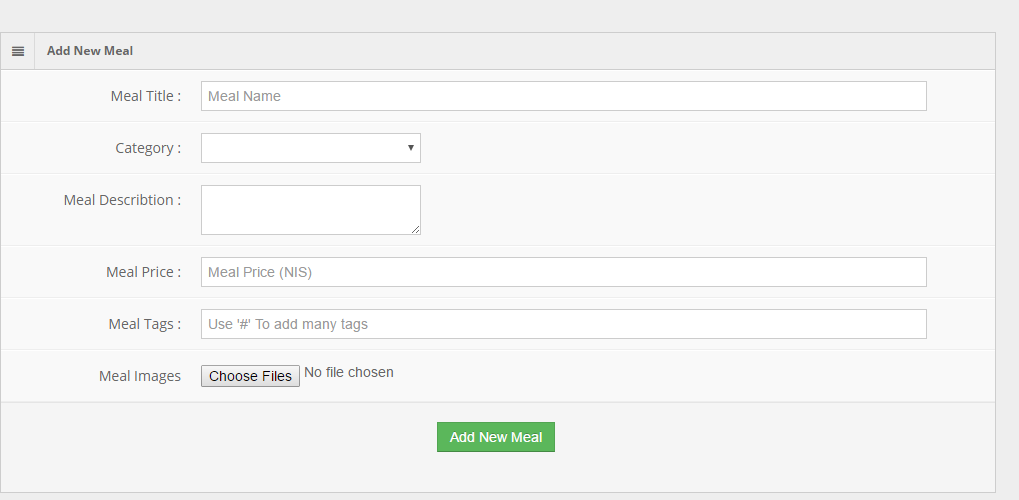 Add New Meal
Meal Title : Meal Name
Category :
Meal Describtion :
Meal Price : Meal Price (NIS)
Meal Tags : Use '#' To add many tags
Meal Images Choose Files No file chosen
Add New Meal